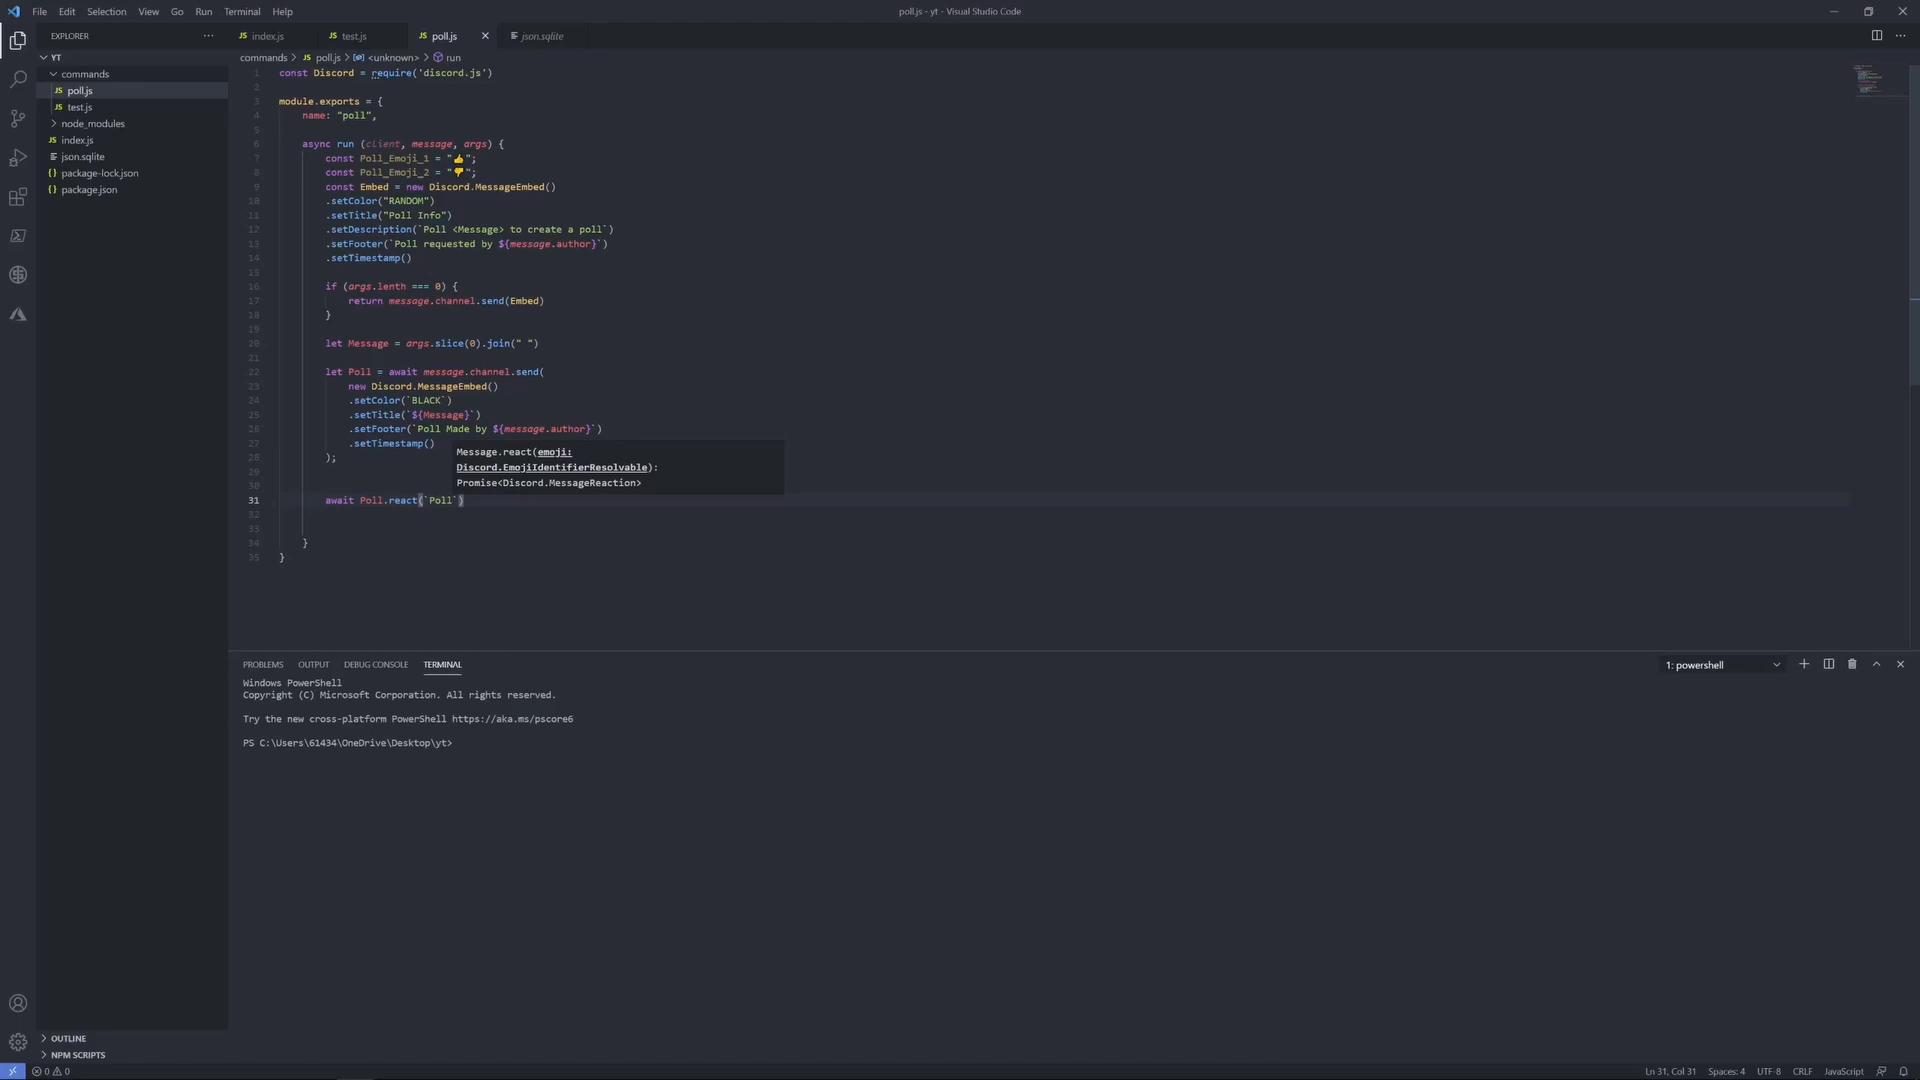 File Edit Selection View Go Run Terminal Help
poll.js - yt - Visual Studio Code
EXPLORER
YT
commands
JS poll.js
JS test.js
node_modules
JS index.js
json.sqlite
{} package-lock.json
{} package.json
OUTLINE
NPM SCRIPTS
JS index.js JS test.js JS poll.js json.sqlite
commands > JS poll.js > <unknown> > run
1 const Discord = require('discord.js')
2
3 module.exports = {
4 name: "poll",
5
6 async run (client, message, args) {
7 const Poll_Emoji_1 = "👍";
8 const Poll_Emoji_2 = "👎";
9 const Embed = new Discord.MessageEmbed()
10 .setColor("RANDOM")
11 .setTitle("Poll Info")
12 .setDescription(`Poll <Message> to create a poll`)
13 .setFooter(`Poll requested by ${message.author}`)
14 .setTimestamp()
15
16 if (args.lenth === 0) {
17 return message.channel.send(Embed)
18 }
19
20 let Message = args.slice(0).join(" ")
21
22 let Poll = await message.channel.send(
23 new Discord.MessageEmbed()
24 .setColor(`BLACK`)
25 .setTitle(`${Message}`)
26 .setFooter(`Poll Made by ${message.author}`)
27 .setTimestamp()
28 );
29
30
Message.react(emoji:
Discord.EmojiIdentifierResolvable):
Promise<Discord.MessageReaction>
31 await Poll.react(`Poll`)
32
33
34 }
35 }
PROBLEMS OUTPUT DEBUG CONSOLE TERMINAL
1: powershell
Windows PowerShell
Copyright (C) Microsoft Corporation. All rights reserved.
Try the new cross-platform PowerShell https://aka.ms/pscore6
PS C:\Users\61434\OneDrive\Desktop\yt>
0 0
Ln 31, Col 31 Spaces: 4 UTF-8 CRLF JavaScript